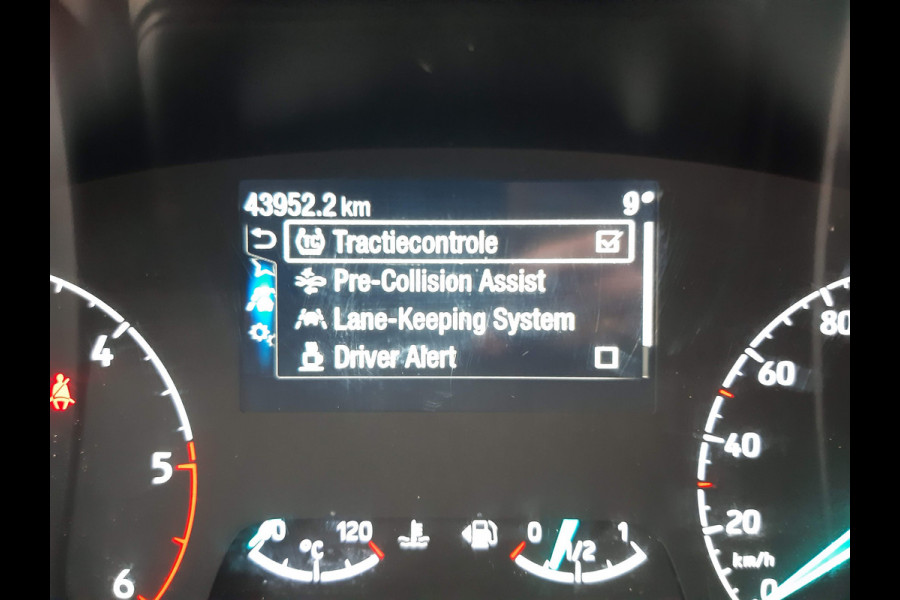 43952.2 km 9°
TC Tractiecontrole
Pre-Collision Assist
Lane-Keeping System
Driver Alert
4
5
6
80
60
40
20
0
km/h
120
°C
0 1/2 1